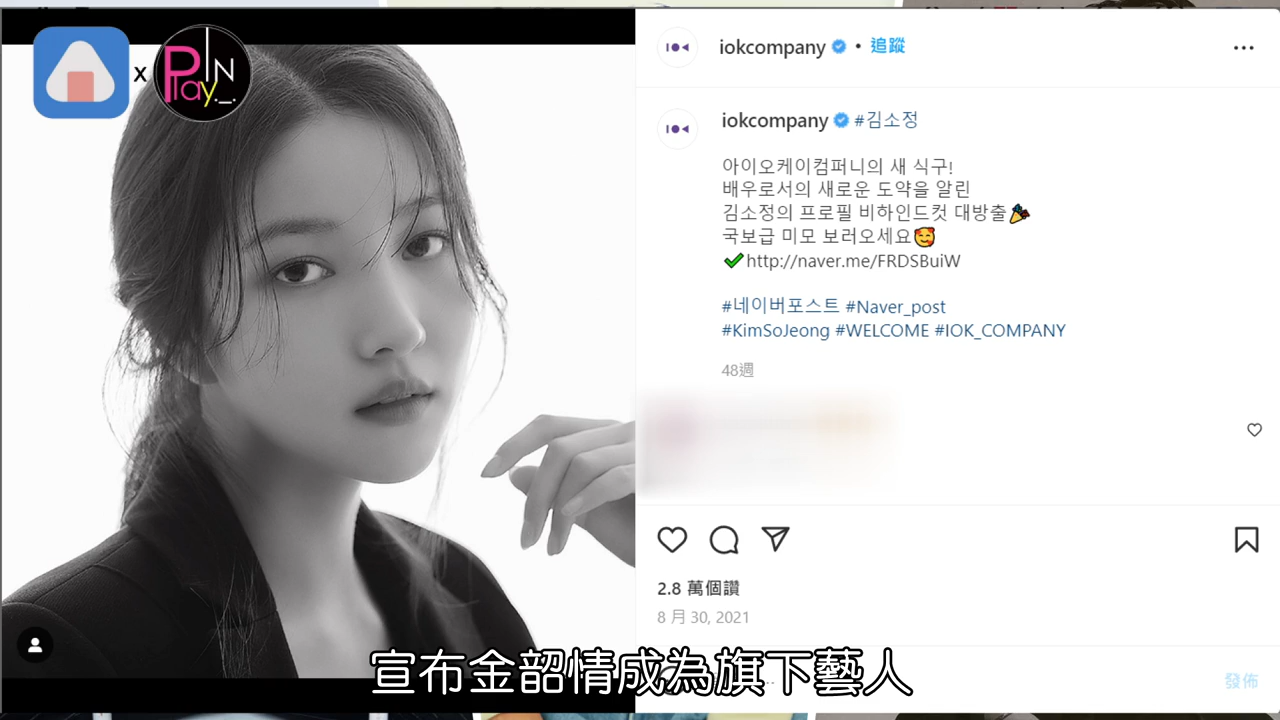 x
PlayIN._.
iokcompany • 追蹤
iokcompany #김소정
아이오케이컴퍼니의 새 식구!
배우로서의 새로운 도약을 알린
김소정의 프로필 비하인드컷 대방출🎉
국보급 미모 보러오세요🥰
✔http://naver.me/FRDSBuiW
#네이버포스트 #Naver_post
#KimSoJeong #WELCOME #IOK_COMPANY
48週
2.8 萬個讚
8 月 30, 2021
宣布金韶情成為旗下藝人
發佈